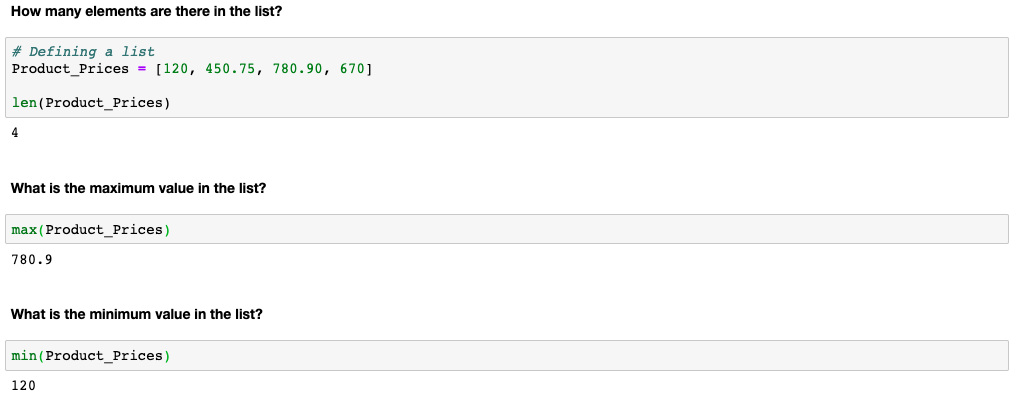 How many elements are there in the list?
# Defining a list
Product_Prices = [120, 450.75, 780.90, 670]
len(Product_Prices)
4
What is the maximum value in the list?
max(Product_Prices)
780.9
What is the minimum value in the list?
min(Product_Prices)
120